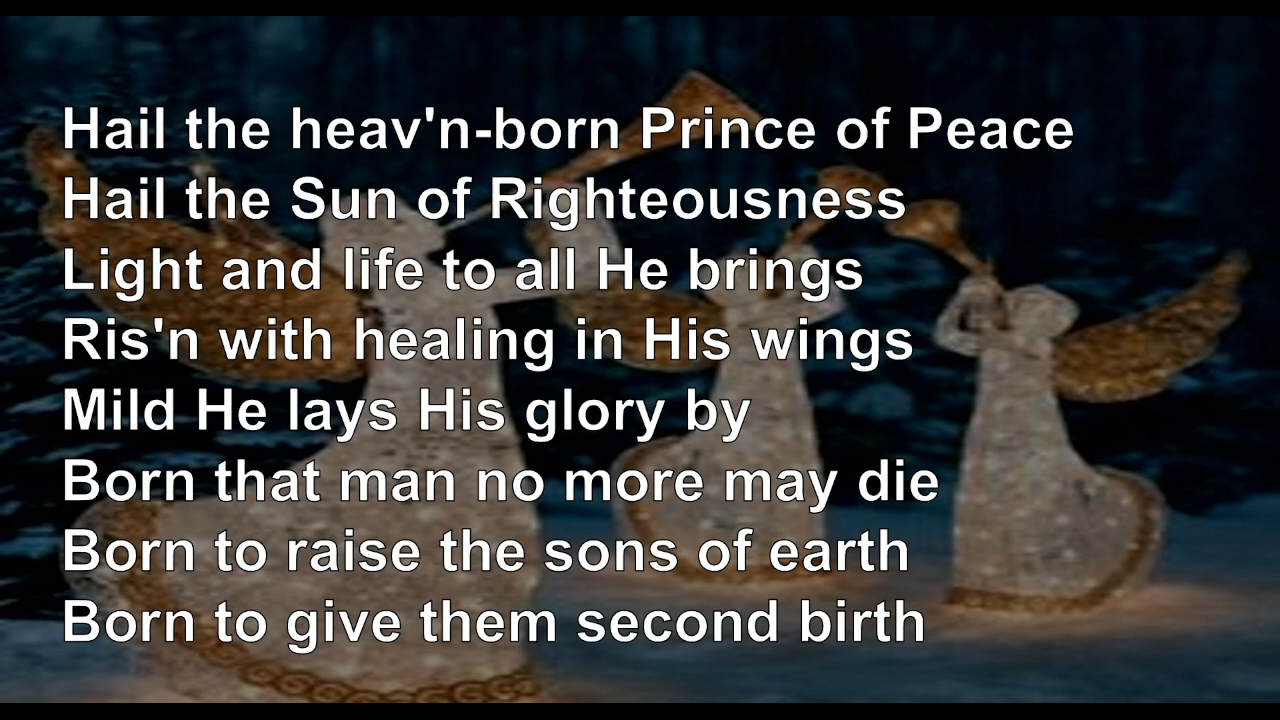 Hail the heav'n-born Prince of Peace
Hail the Sun of Righteousness
Light and life to all He brings
Ris'n with healing in His wings
Mild He lays His glory by
Born that man no more may die
Born to raise the sons of earth
Born to give them second birth